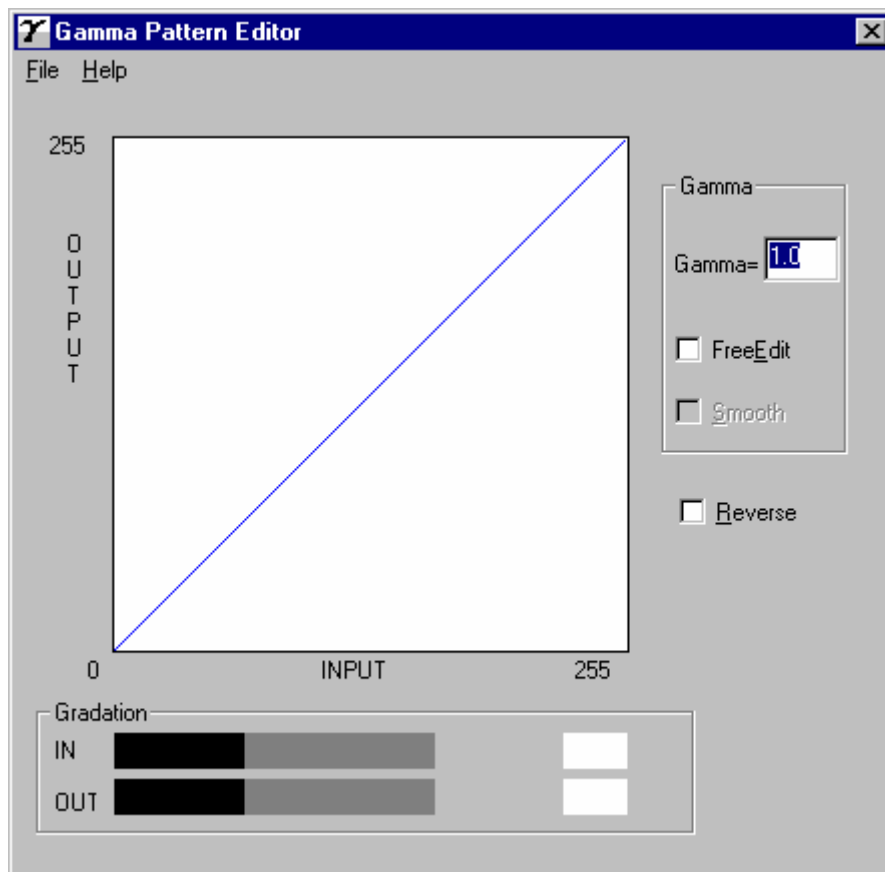 Gamma Pattern Editor
File Help
255
OUTPUT
0 INPUT 255
Gamma
Gamma= 1.0
FreeEdit
Smooth
Reverse
Gradation
IN
OUT